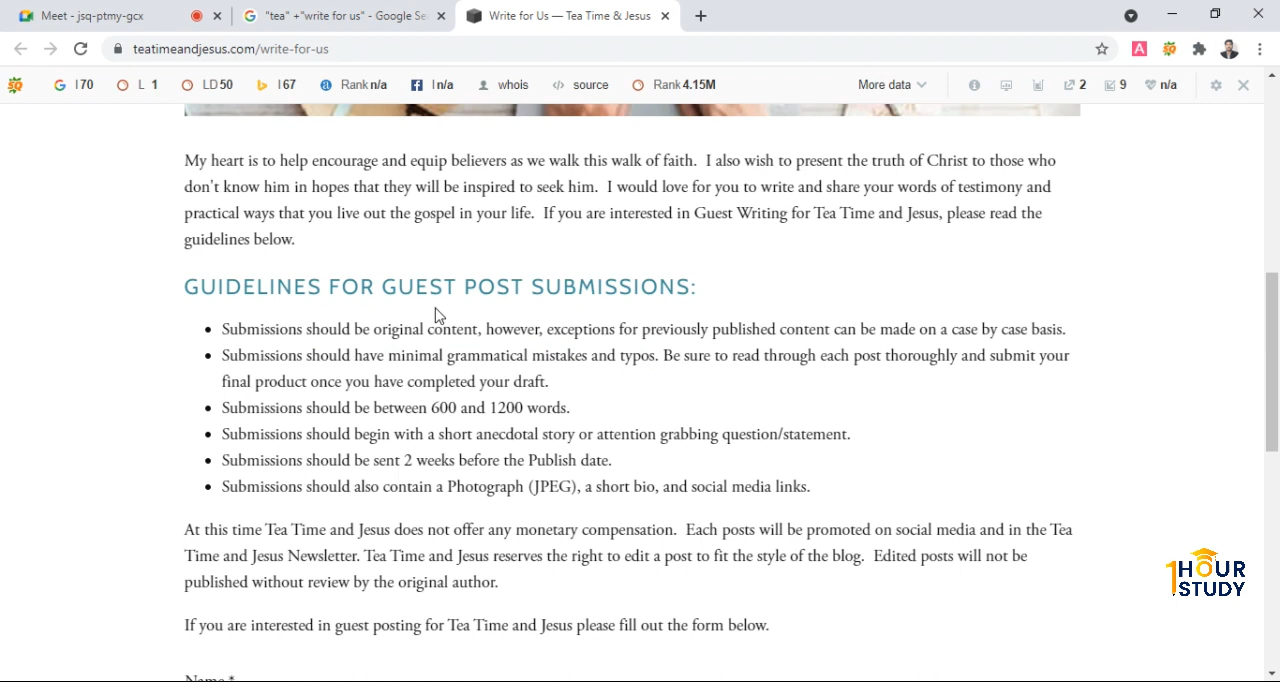 Meet - jsq-ptmy-gcx
"tea" +"write for us" - Google Se
Write for Us — Tea Time & Jesus
teatimeandjesus.com/write-for-us
I 70
L 1
LD 50
I 67
Rank n/a
I n/a
whois
source
Rank 4.15M
More data
2
9
n/a
My heart is to help encourage and equip believers as we walk this walk of faith. I also wish to present the truth of Christ to those who
don't know him in hopes that they will be inspired to seek him. I would love for you to write and share your words of testimony and
practical ways that you live out the gospel in your life. If you are interested in Guest Writing for Tea Time and Jesus, please read the
guidelines below.
GUIDELINES FOR GUEST POST SUBMISSIONS:
• Submissions should be original content, however, exceptions for previously published content can be made on a case by case basis.
• Submissions should have minimal grammatical mistakes and typos. Be sure to read through each post thoroughly and submit your
final product once you have completed your draft.
• Submissions should be between 600 and 1200 words.
• Submissions should begin with a short anecdotal story or attention grabbing question/statement.
• Submissions should be sent 2 weeks before the Publish date.
• Submissions should also contain a Photograph (JPEG), a short bio, and social media links.
At this time Tea Time and Jesus does not offer any monetary compensation. Each posts will be promoted on social media and in the Tea
Time and Jesus Newsletter. Tea Time and Jesus reserves the right to edit a post to fit the style of the blog. Edited posts will not be
published without review by the original author.
If you are interested in guest posting for Tea Time and Jesus please fill out the form below.
Name *
1HOUR
STUDY